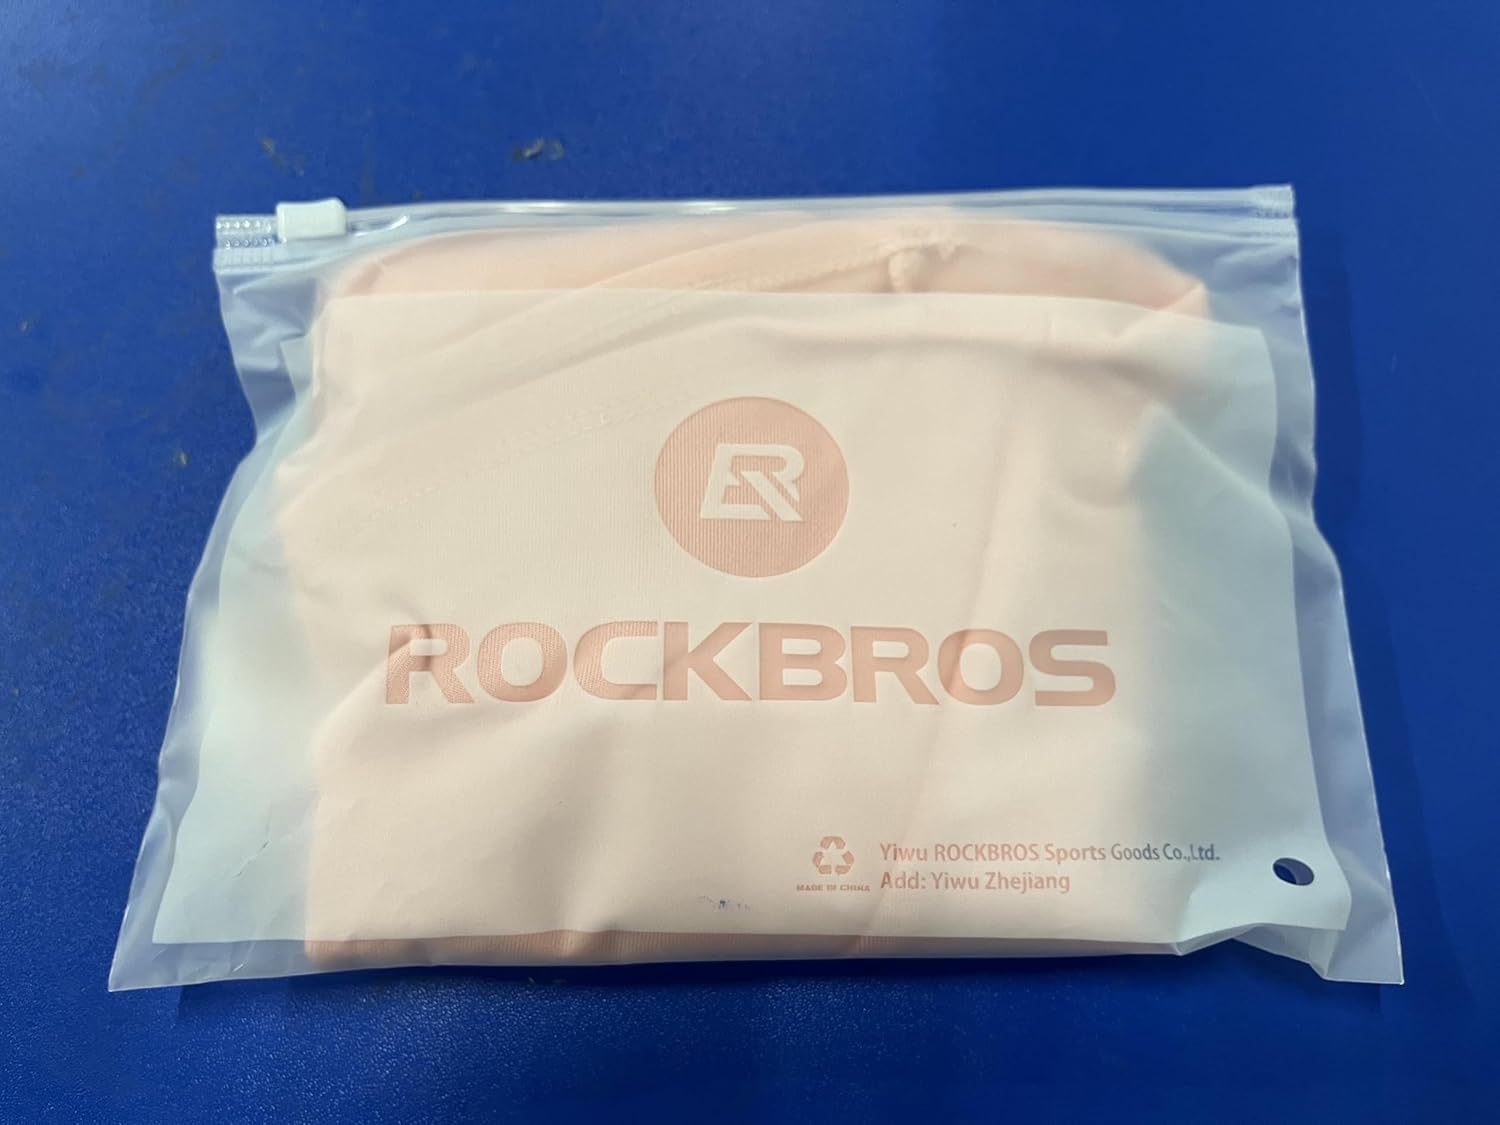 R
ROCKBROS
Yiwu ROCKBROS Sports Goods Co.,Ltd.
MADE IN CHINA
Add: Yiwu Zhejiang